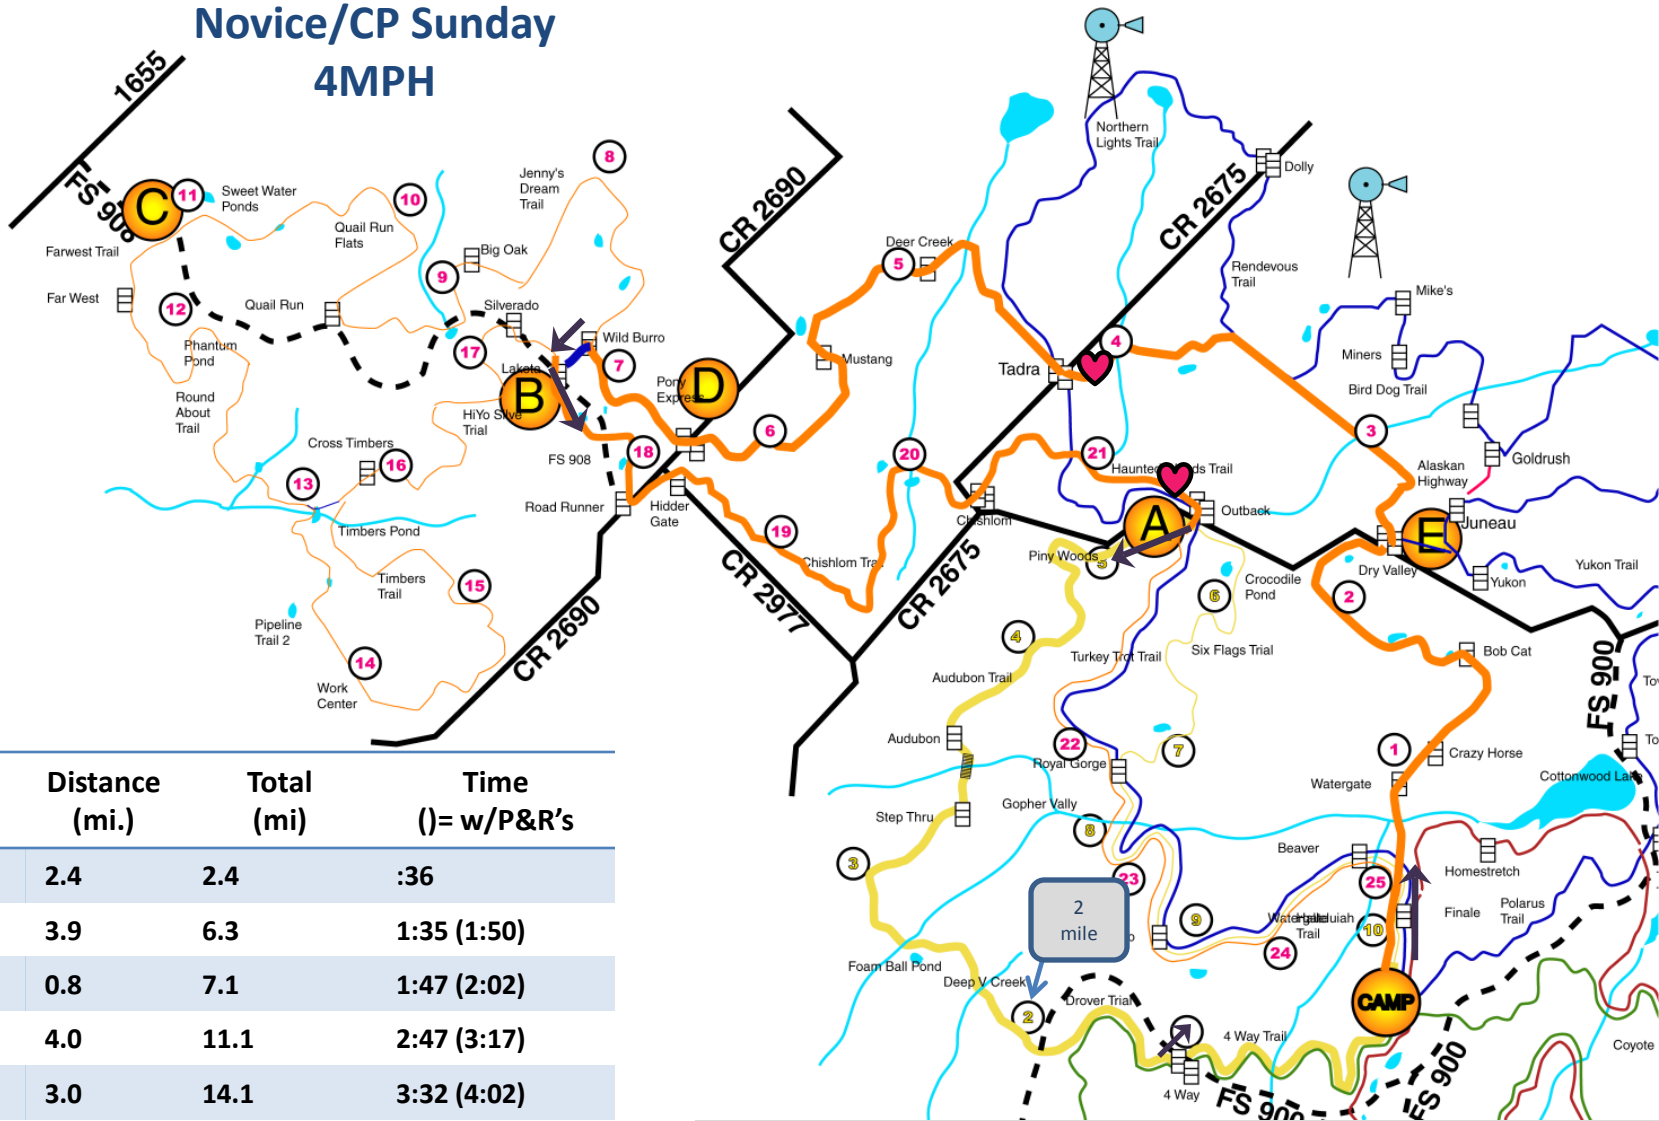 Novice/CP Sunday
4MPH
1655
FS 908
C
11
Sweet Water
Ponds
10
Quail Run
Flats
Jenny's
Dream
Trail
8
Farwest Trail
Far West
12
Quail Run
9
Big Oak
Silverado
Phantum
Pond
Round
About
Trail
17
Lakota
B
HiYo Silve
Trial
Wild Burro
7
Pony
Express
D
CR 2690
FS 908
18
6
Mustang
5
Deer Creek
Northern
Lights Trail
CR 2675
Dolly
Rendevous
Trail
Tadra
4
Mike's
Miners
Bird Dog Trail
3
Alaskan
Highway
Goldrush
Cross Timbers
16
13
Timbers Pond
Road Runner
Hidder
Gate
19
Chishlom Tra
20
Chishlom
21
Haunted
ds Trail
Outback
A
Piny Woods
5
E
Juneau
Dry Valley
Yukon
Yukon Trail
Timbers
Trail
15
Pipeline
Trail 2
14
Work
Center
CR 2690
CR 2977
CR 2675
6
Crocodile
Pond
2
4
Turkey Trot Trail
Six Flags Trial
Bob Cat
FS 900
Audubon Trail
Audubon
22
Royal Gorge
7
1
Crazy Horse
Watergate
Cottonwood Lake
Tov
To
Step Thru
Gopher Vally
8
3
23
Beaver
25
Homestretch
2
mile
9
Trail
24
10
Finale
Polarus
Trail
Foam Ball Pond
Deep V Creek
2
Drover Trial
CAMP
4 Way Trail
4 Way
FS 900
FS 900
Coyote
Distance
(mi.)
Total
(mi)
Time
()= w/P&R’s
2.4 2.4 :36
3.9 6.3 1:35 (1:50)
0.8 7.1 1:47 (2:02)
4.0 11.1 2:47 (3:17)
3.0 14.1 3:32 (4:02)